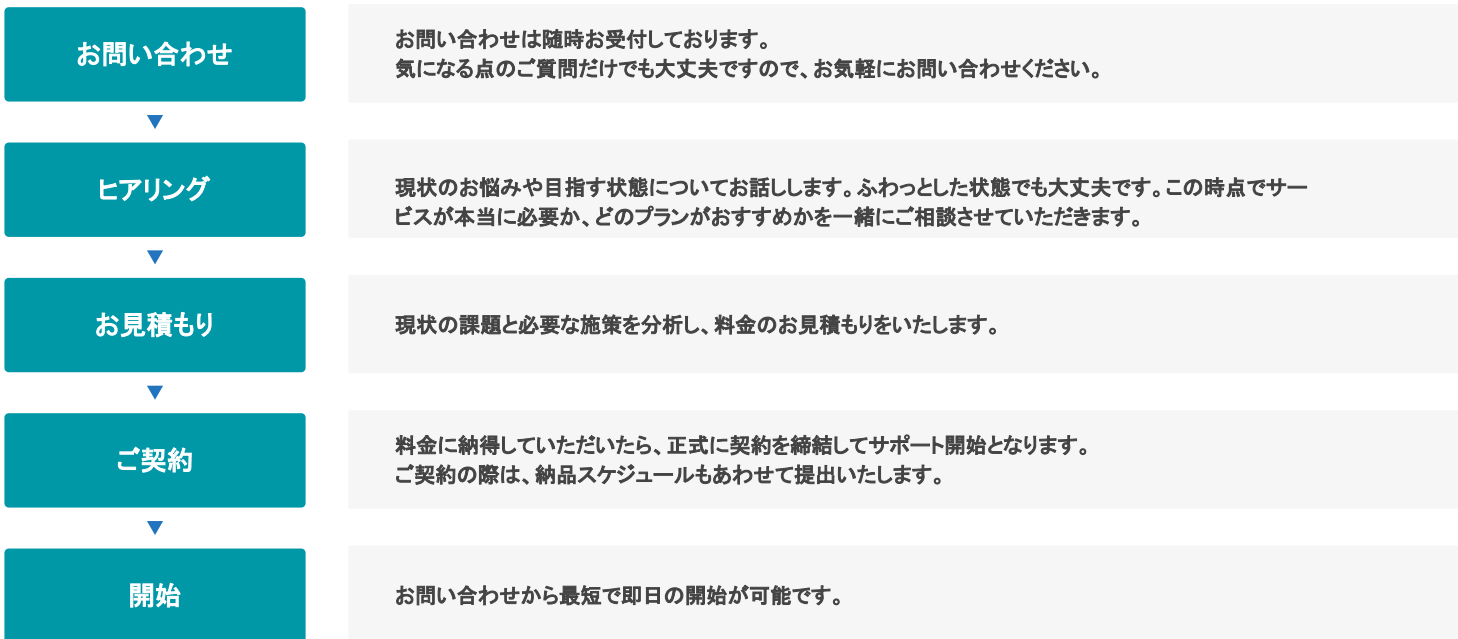 お問い合わせ
お問い合わせは随時お受付しております。
気になる点のご質問だけでも大丈夫ですので、お気軽にお問い合わせください。
ヒアリング
現状のお悩みや目指す状態についてお話しします。ふわっとした状態でも大丈夫です。この時点でサー
ビスが本当に必要か、どのプランがおすすめかを一緒にご相談させていただきます。
お見積もり
現状の課題と必要な施策を分析し、料金のお見積もりをいたします。
ご契約
料金に納得していただいたら、正式に契約を締結してサポート開始となります。
ご契約の際は、納品スケジュールもあわせて提出いたします。
開始
お問い合わせから最短で即日の開始が可能です。